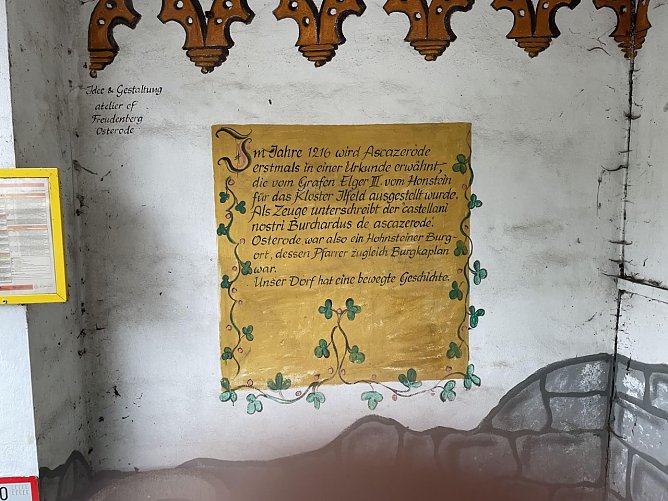 Idee & Gestaltung
atelier ef
Freudenberg
Osterode
Im Jahre 1216 wird Ascazerode
erstmals in einer Urkunde erwähnt,
die vom Grafen Elger III. vom Honstein
für das Kloster Ilfeld ausgestellt wurde.
Als Zeuge unterschreibt der castellani
nostri Burchardus de ascazerode.
Osterode war also ein Hohnsteiner Burg-
ort, dessen Pfarrer zugleich Burgkaplan
war.
Unser Dorf hat eine bewegte Geschichte.